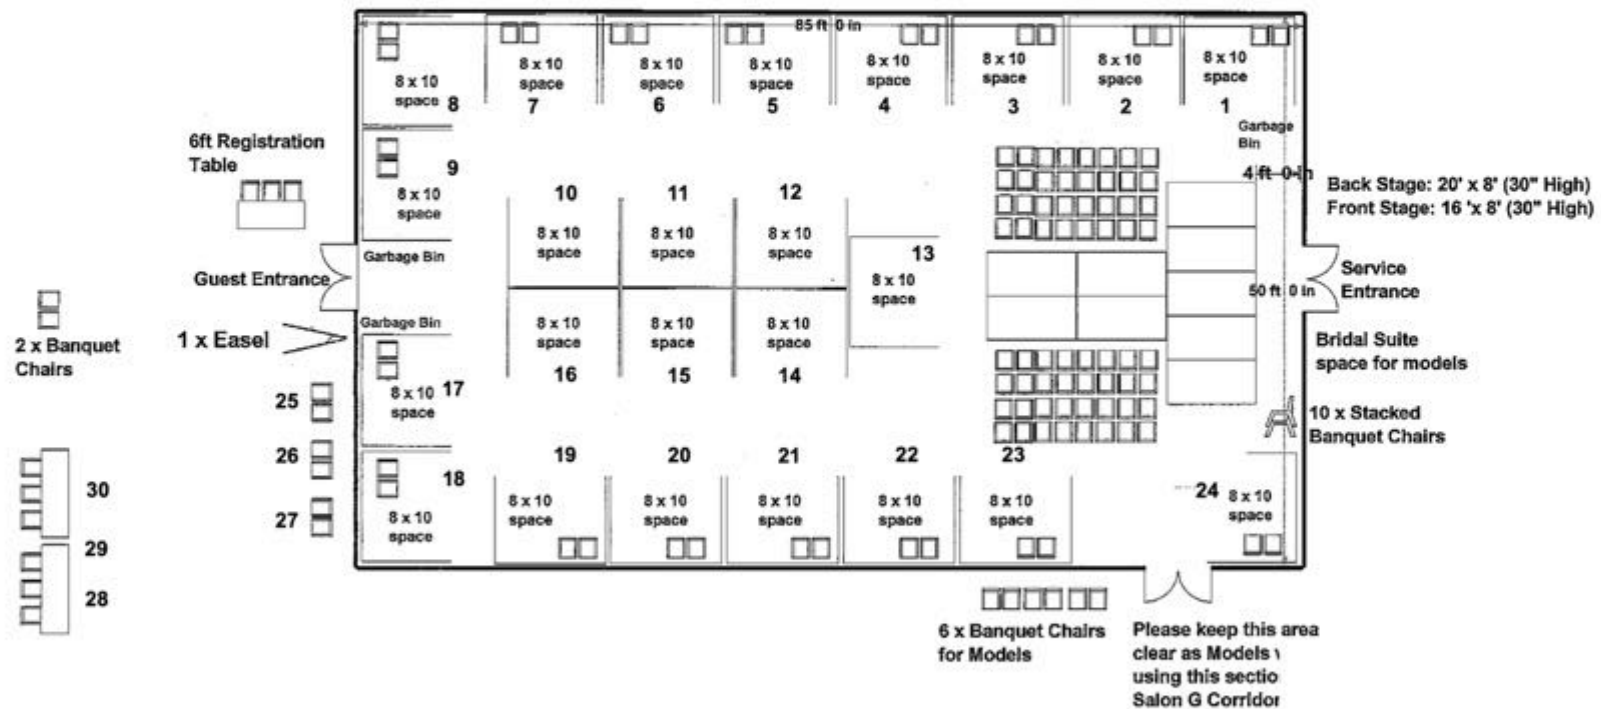 85 ft 0 in
8 x 10
space
8
8 x 10
space
7
8 x 10
space
6
8 x 10
space
5
8 x 10
space
4
8 x 10
space
3
8 x 10
space
2
8 x 10
space
1
6ft Registration
Table
8 x 10
space
9
Garbage
Bin
4 ft 0 in
Back Stage: 20' x 8' (30" High)
Front Stage: 16 'x 8' (30" High)
10
8 x 10
space
11
8 x 10
space
12
8 x 10
space
13
8 x 10
space
Garbage Bin
Guest Entrance
50 ft 0 in
Service
Entrance
Garbage Bin
1 x Easel
2 x Banquet
Chairs
8 x 10
space
16
8 x 10
space
15
8 x 10
space
14
Bridal Suite
space for models
8 x 10
space
17
25
10 x Stacked
Banquet Chairs
26
27
18
8 x 10
space
19
8 x 10
space
20
8 x 10
space
21
8 x 10
space
22
8 x 10
space
23
8 x 10
space
24
8 x 10
space
30
29
28
6 x Banquet Chairs
for Models
Please keep this area
clear as Models
using this sectio
Salon G Corridor